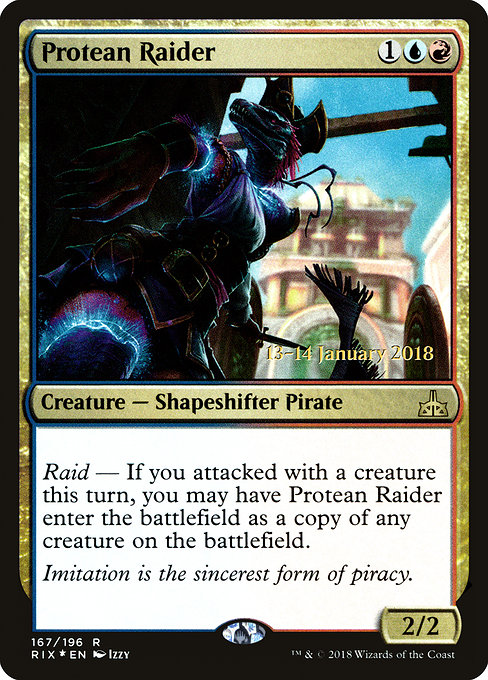 Protean Raider 1
13–14 January 2018
Creature — Shapeshifter Pirate
Raid — If you attacked with a creature
this turn, you may have Protean Raider
enter the battlefield as a copy of any
creature on the battlefield.
Imitation is the sincerest form of piracy.
2/2
167/196 R
RIX★EN Izzy
™ & © 2018 Wizards of the Coast